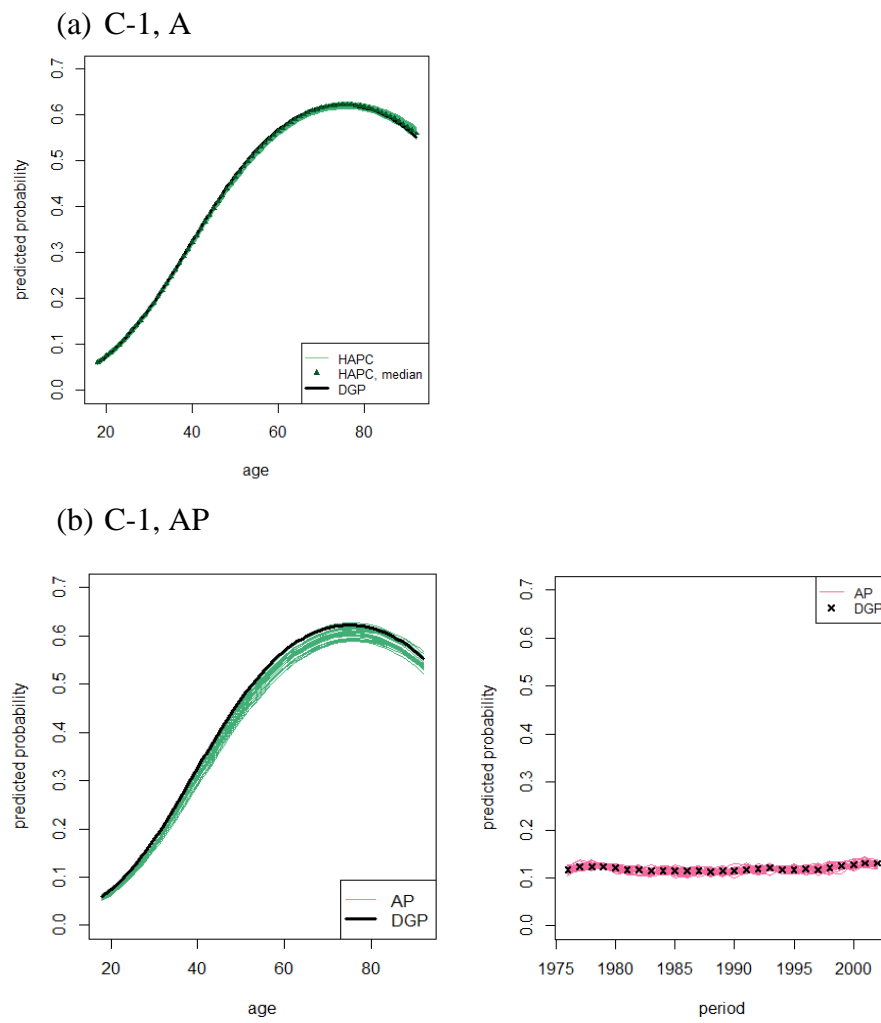 (a) C-1, A
predicted probability
0.7
0.6
0.5
0.4
0.3
0.2
0.1
0.0
HAPC
HAPC, median
DGP
20 40 60 80
age
(b) C-1, AP
predicted probability
0.7
0.6
0.5
0.4
0.3
0.2
0.1
0.0
AP
DGP
20 40 60 80
age
predicted probability
0.7
0.6
0.5
0.4
0.3
0.2
0.1
0.0
AP
DGP
1975 1980 1985 1990 1995 2000
period